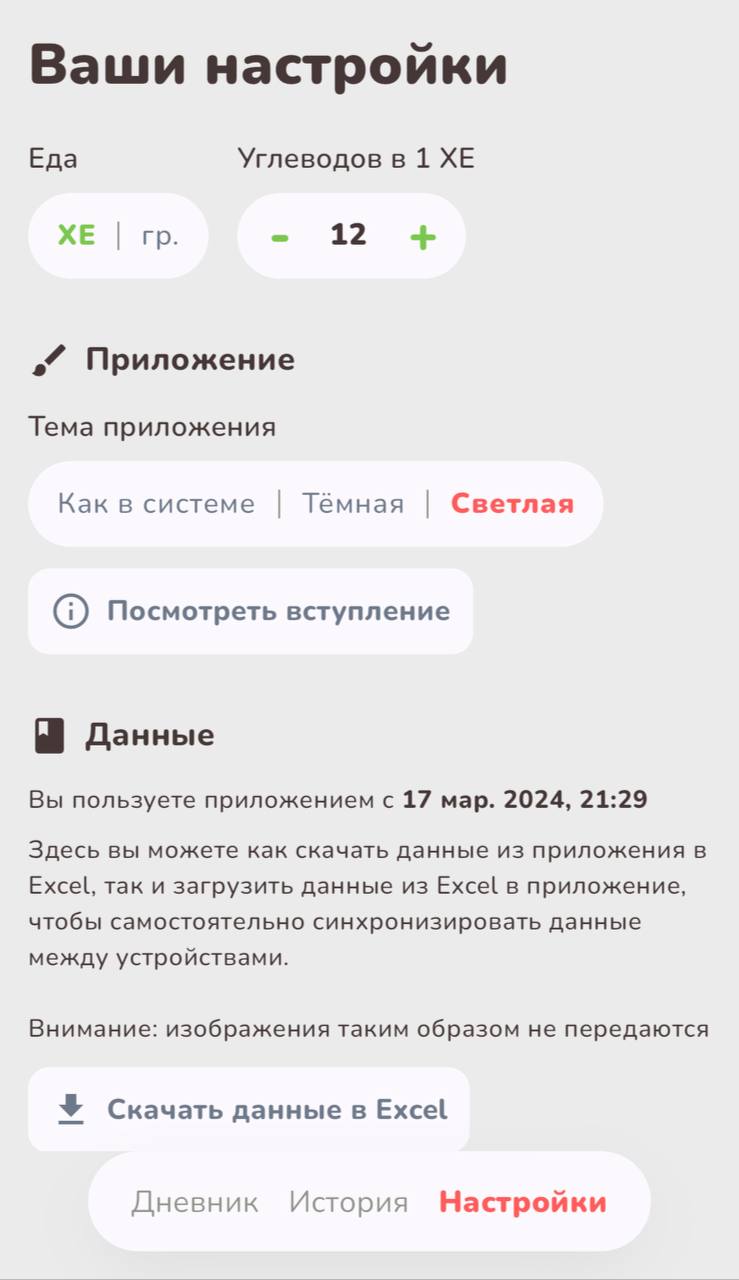 Ваши настройки
Еда
Углеводов в 1 ХЕ
ХЕ | гр.
- 12 +
Приложение
Тема приложения
Как в системе | Тёмная | Светлая
Посмотреть вступление
Данные
Вы пользуете приложением с 17 мар. 2024, 21:29
Здесь вы можете как скачать данные из приложения в
Excel, так и загрузить данные из Excel в приложение,
чтобы самостоятельно синхронизировать данные
между устройствами.
Внимание: изображения таким образом не передаются
Скачать данные в Excel
Дневник История Настройки